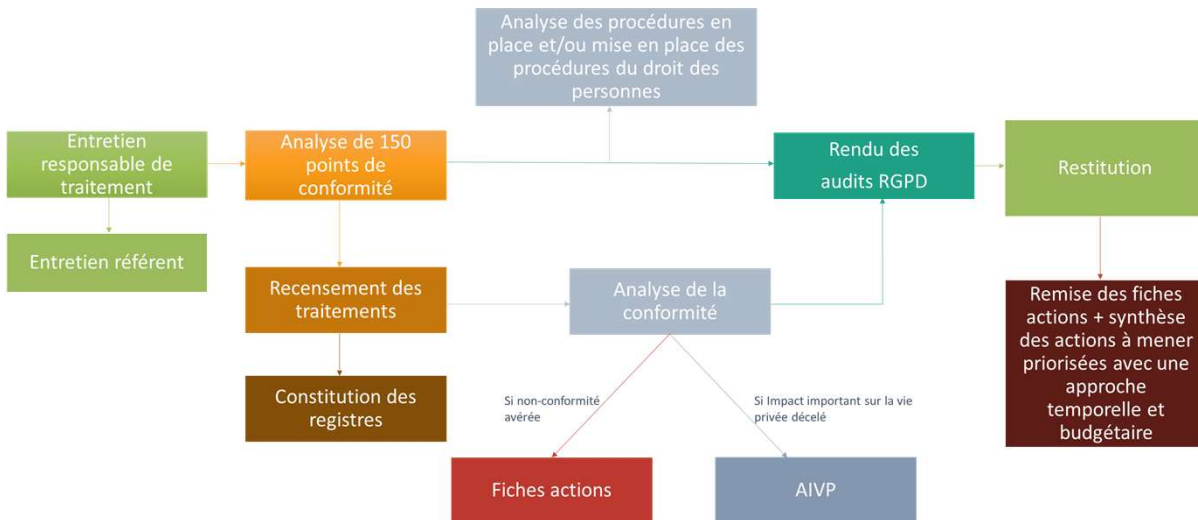 Analyse des procédures en
place et/ou mise en place des
procédures du droit des
personnes
Entretien
responsable de
traitement
Analyse de 150
points de
conformité
Rendu des
audits RGPD
Restitution
Entretien référent
Recensement des
traitements
Analyse de la
conformité
Remise des fiches
actions + synthèse
des actions à mener
priorisées avec une
approche
temporelle et
budgétaire
Constitution des
registres
Si non-conformité
avérée
Si Impact important sur la vie
privée décelé
Fiches actions
AIVP